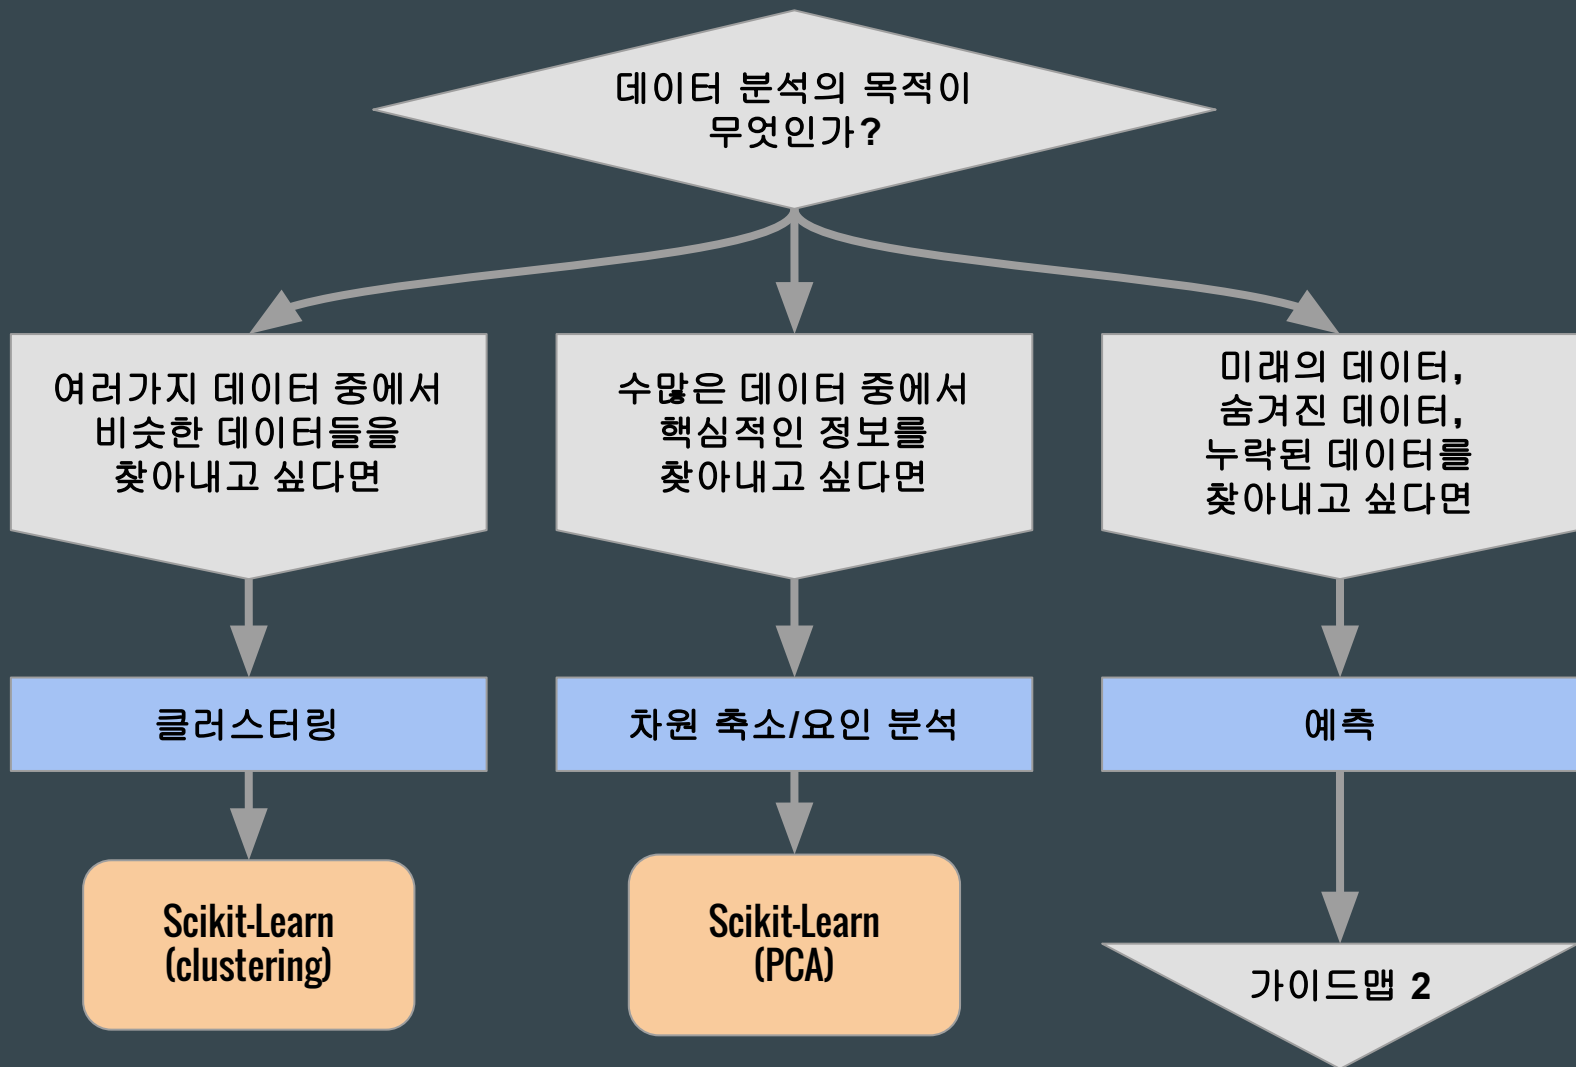 데이터 분석의 목적이
무엇인가?
여러가지 데이터 중에서
비슷한 데이터들을
찾아내고 싶다면
수많은 데이터 중에서
핵심적인 정보를
찾아내고 싶다면
미래의 데이터,
숨겨진 데이터,
누락된 데이터를
찾아내고 싶다면
클러스터링
차원 축소/요인 분석
예측
Scikit-Learn
(clustering)
Scikit-Learn
(PCA)
가이드맵 2